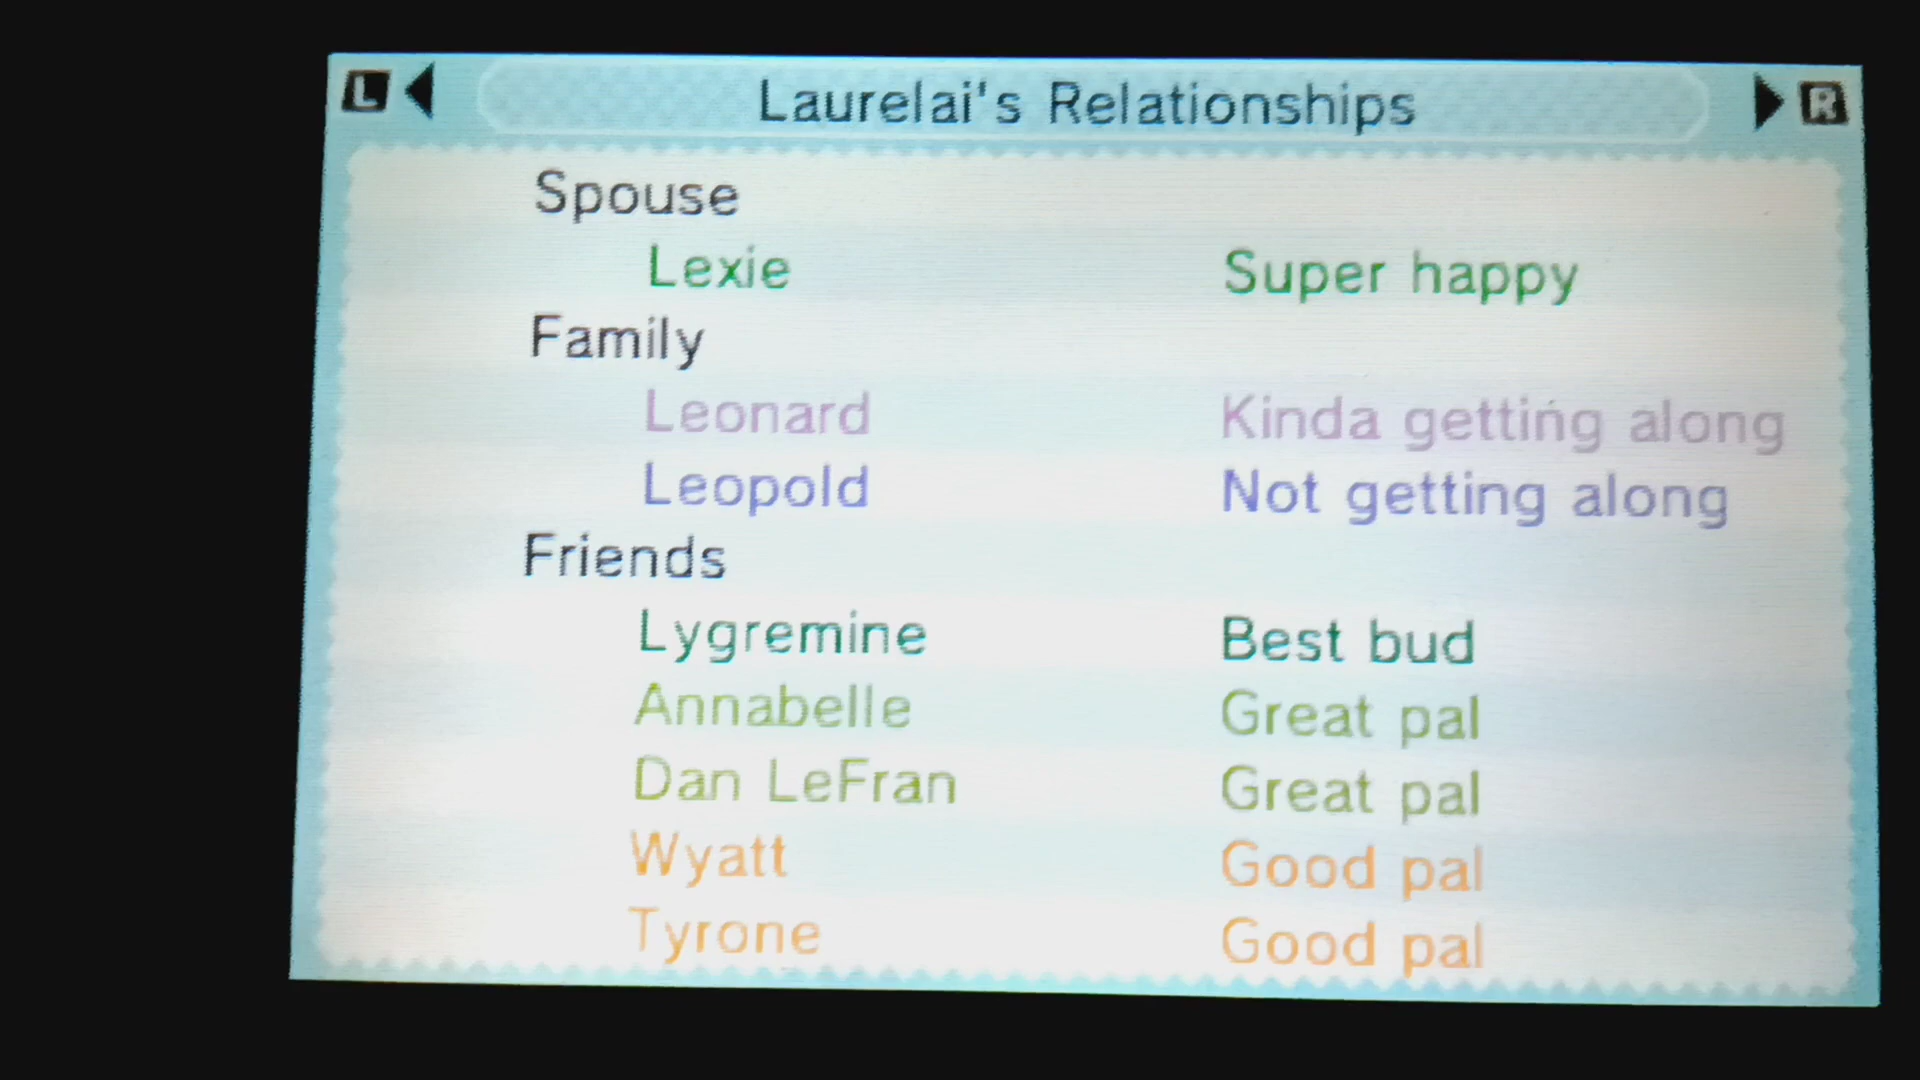 L Laurelai's Relationships R
Spouse
Lexie Super happy
Family
Leonard Kinda getting along
Leopold Not getting along
Friends
Lygremine Best bud
Annabelle Great pal
Dan LeFran Great pal
Wyatt Good pal
Tyrone Good pal